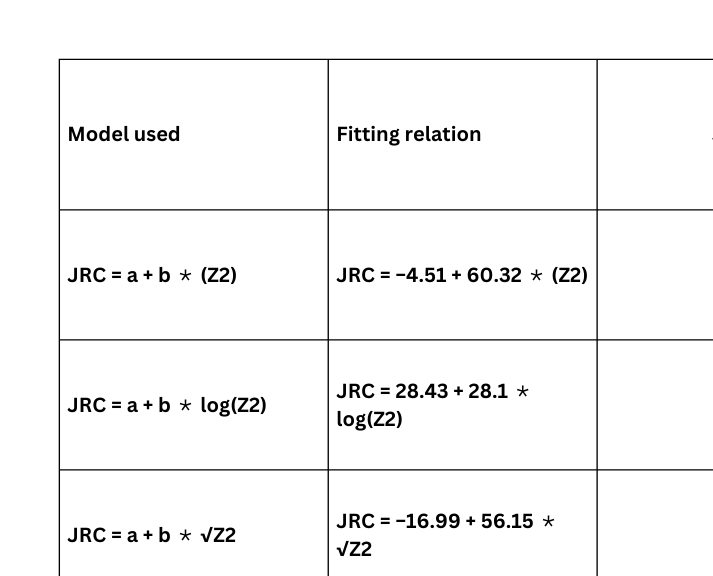 Model used
Fitting relation
JRC = a + b * (Z2)
JRC = −4.51 + 60.32 * (Z2)
JRC = a + b * log(Z2)
JRC = 28.43 + 28.1 *
log(Z2)
JRC = a + b * √Z2
JRC = −16.99 + 56.15 *
√Z2